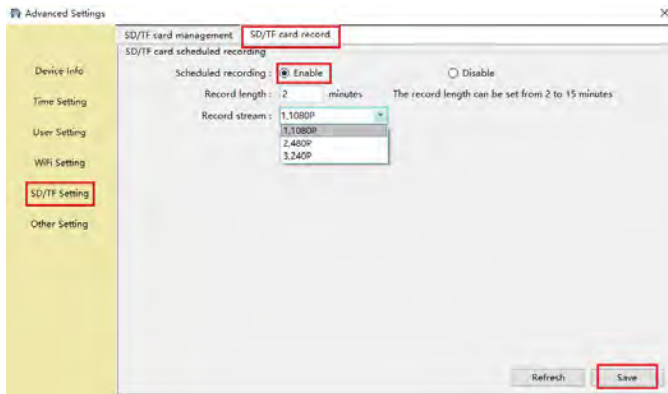 Advanced Settings
SD/TF card management SD/TF card record
SD/TF card scheduled recording
Device Info
Scheduled recording : Enable Disable
Time Setting
Record length : 2 minutes The record length can be set from 2 to 15 minutes
Record stream : 1,1080P
User Setting
1,1080P
2,480P
3,240P
WiFi Setting
SD/TF Setting
Other Setting
Refresh Save